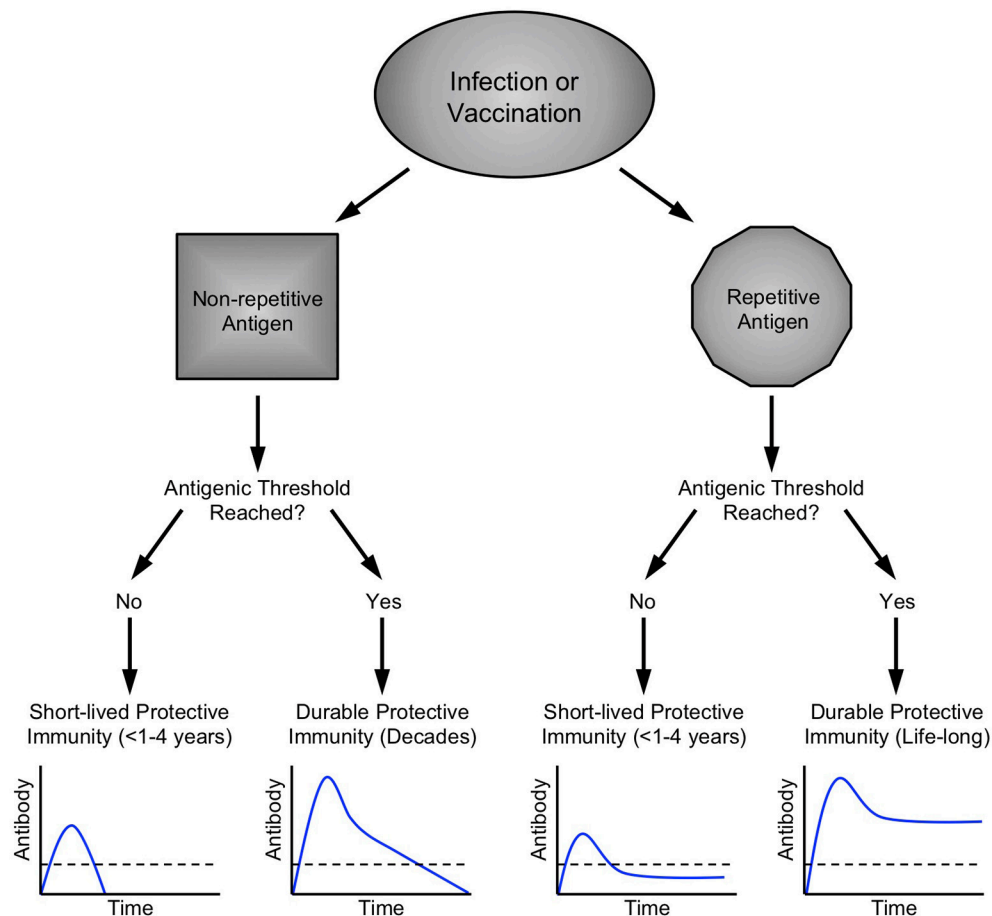 Infection or
Vaccination
Non-repetitive
Antigen
Repetitive
Antigen
Antigenic Threshold
Reached?
Antigenic Threshold
Reached?
No
Yes
No
Yes
Short-lived Protective
Immunity (<1-4 years)
Durable Protective
Immunity (Decades)
Short-lived Protective
Immunity (<1-4 years)
Durable Protective
Immunity (Life-long)
Antibody
Time
Antibody
Time
Antibody
Time
Antibody
Time